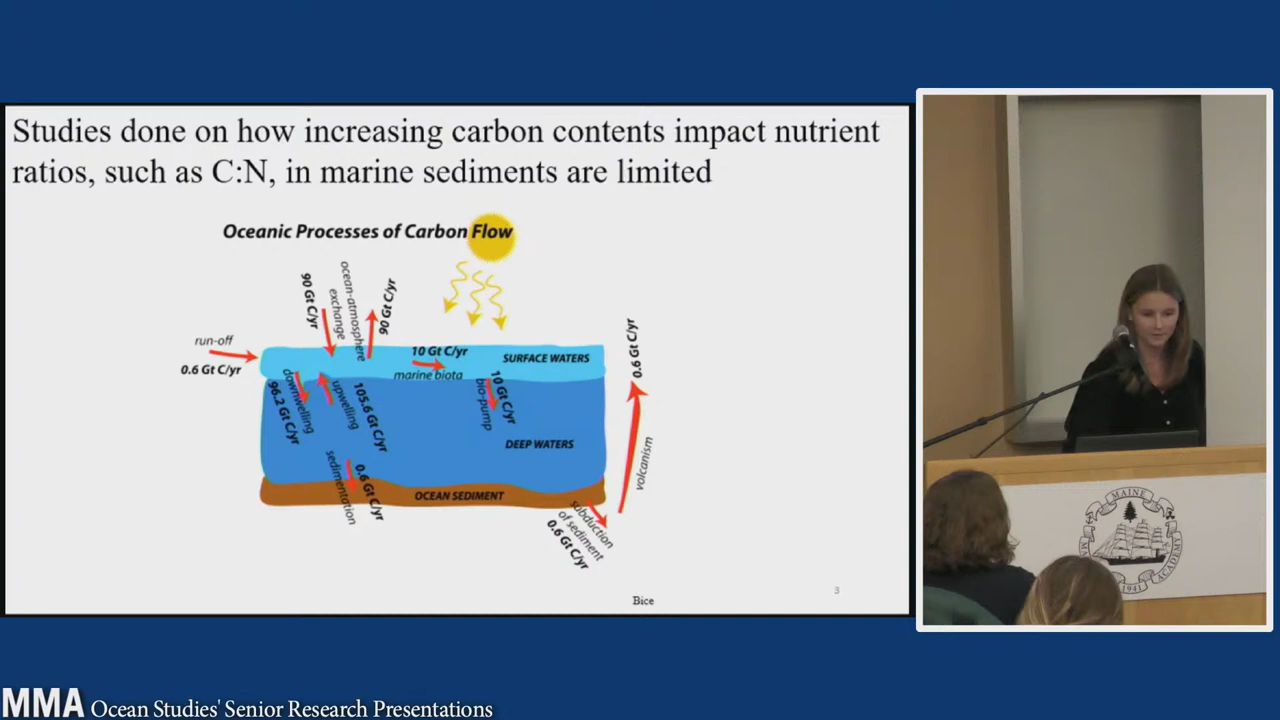 Studies done on how increasing carbon contents impact nutrient
ratios, such as C:N, in marine sediments are limited
Oceanic Processes of Carbon Flow
run-off
0.6 Gt C/yr
90 Gt C/yr
ocean-atmosphere
exchange
90 Gt C/yr
10 Gt C/yr
marine biota
SURFACE WATERS
downwelling
96.2 Gt C/yr
upwelling
105.6 Gt C/yr
10 Gt C/yr
bio-pump
DEEP WATERS
sedimentation
0.6 Gt C/yr
OCEAN SEDIMENT
subduction
of sediment
0.6 Gt C/yr
volcanism
0.6 Gt C/yr
Bice
3
MAINE
ACADEMY
1941
MMA Ocean Studies' Senior Research Presentations